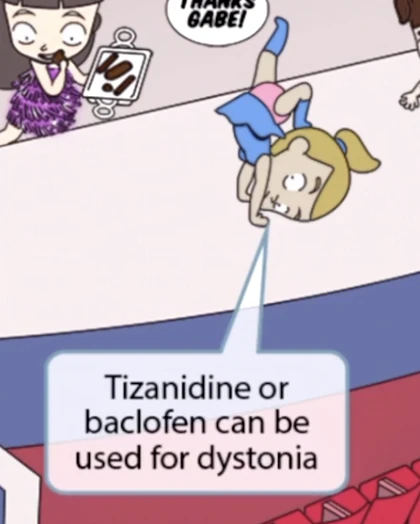 THANKS
GABE!
Tizanidine or
baclofen can be
used for dystonia